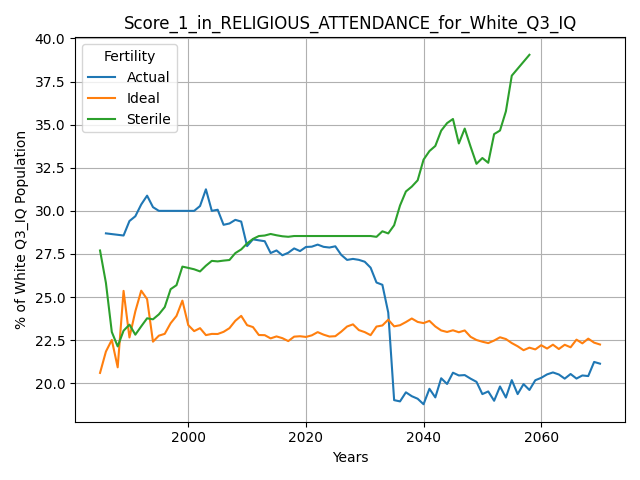 Score_1_in_RELIGIOUS_ATTENDANCE_for_White_Q3_IQ
Fertility
Actual
Ideal
Sterile
% of White Q3_IQ Population
40.0
37.5
35.0
32.5
30.0
27.5
25.0
22.5
20.0
2000
2020
2040
2060
Years